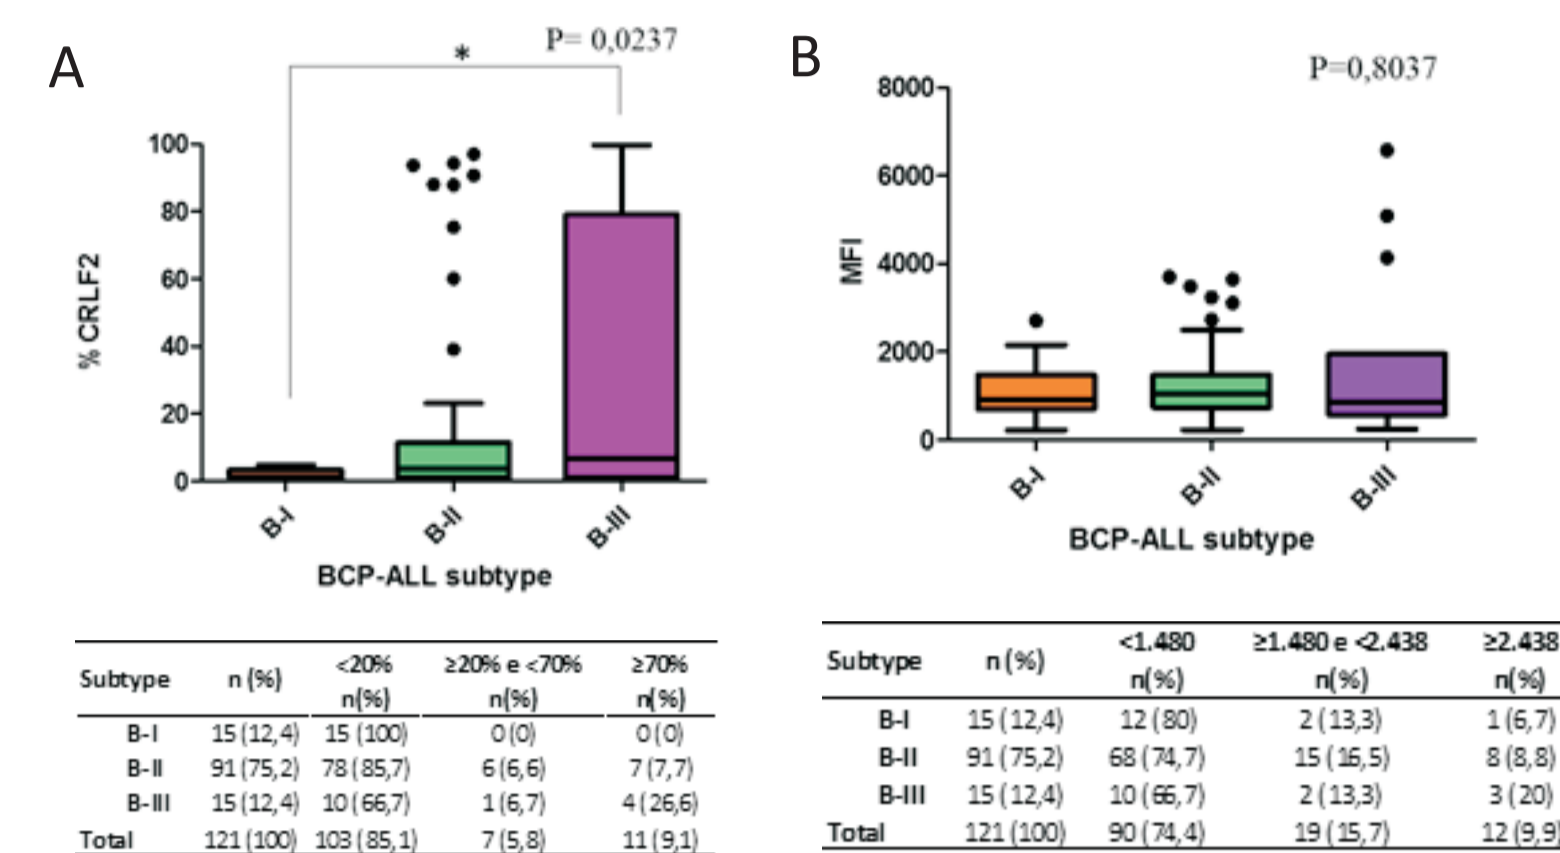 A
P= 0,0237
*
100
80
60
40
20
0
% CRLF2
B-I
B-II
B-III
BCP-ALL subtype
Subtype n (%) <20% n(%) ≥20% e <70% n(%) ≥70% n(%)
B-I 15 (12,4) 15 (100) 0 (0) 0 (0)
B-II 91 (75,2) 78 (85,7) 6 (6,6) 7 (7,7)
B-III 15 (12,4) 10 (66,7) 1 (6,7) 4 (26,6)
Total 121 (100) 103 (85,1) 7 (5,8) 11 (9,1)
B
P=0,8037
8000
6000
4000
2000
0
MFI
B-I
B-II
B-III
BCP-ALL subtype
Subtype n (%) <1.480 n(%) ≥1.480 e <2.438 n(%) ≥2.438 n(%)
B-I 15 (12,4) 12 (80) 2 (13,3) 1 (6,7)
B-II 91 (75,2) 68 (74,7) 15 (16,5) 8 (8,8)
B-III 15 (12,4) 10 (66,7) 2 (13,3) 3 (20)
Total 121 (100) 90 (74,4) 19 (15,7) 12 (9,9)